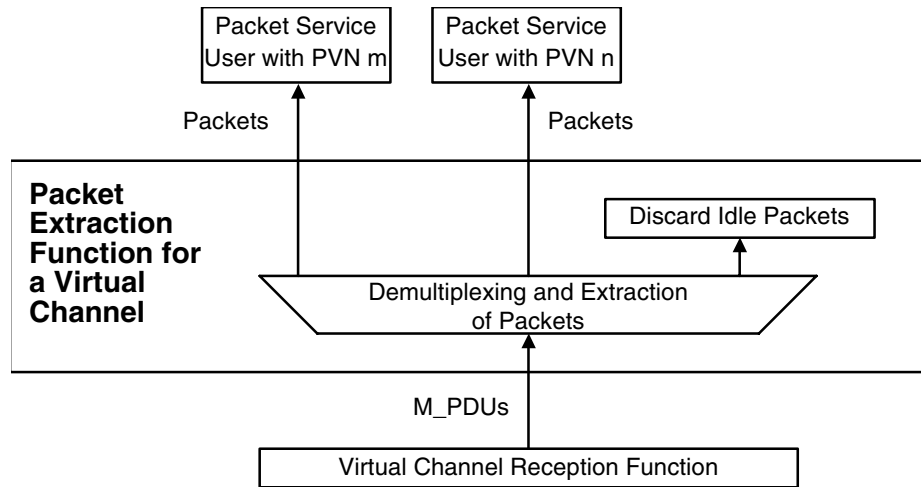 Packet Service
User with PVN m
Packet Service
User with PVN n
Packets
Packets
Packet
Extraction
Function for
a Virtual
Channel
Discard Idle Packets
Demultiplexing and Extraction
of Packets
M_PDUs
Virtual Channel Reception Function